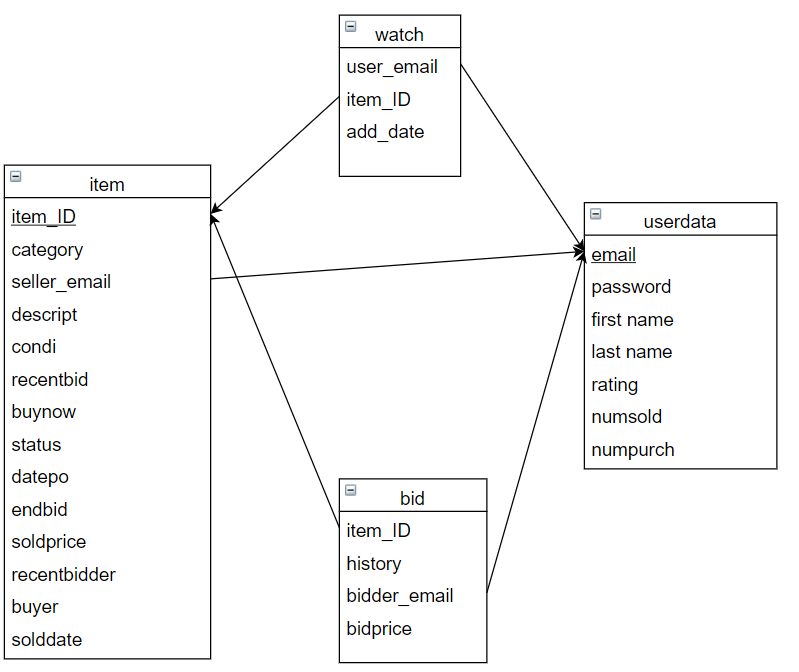 watch
user_email
item_ID
add_date
item
item_ID
category
seller_email
descript
condi
recentbid
buynow
status
datepo
endbid
soldprice
recentbidder
buyer
solddate
userdata
email
password
first name
last name
rating
numsold
numpurch
bid
item_ID
history
bidder_email
bidprice